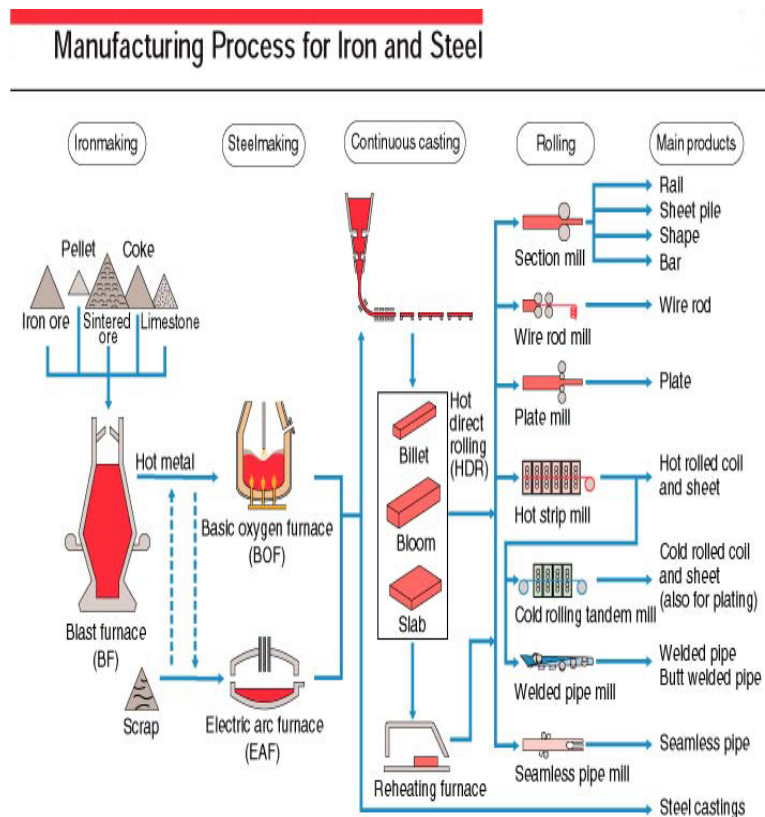 Manufacturing Process for Iron and Steel
Ironmaking
Steelmaking
Continuous casting
Rolling
Main products
Pellet
Coke
Iron ore
Sintered
ore
Limestone
Hot metal
Blast furnace
(BF)
Scrap
Basic oxygen furnace
(BOF)
Electric arc furnace
(EAF)
Billet
Bloom
Slab
Hot
direct
rolling
(HDR)
Reheating furnace
Section mill
Wire rod mill
Plate mill
Hot strip mill
Cold rolling tandem mill
Welded pipe mill
Seamless pipe mill
Rail
Sheet pile
Shape
Bar
Wire rod
Plate
Hot rolled coil
and sheet
Cold rolled coil
and sheet
(also for plating)
Welded pipe
Butt welded pipe
Seamless pipe
Steel castings